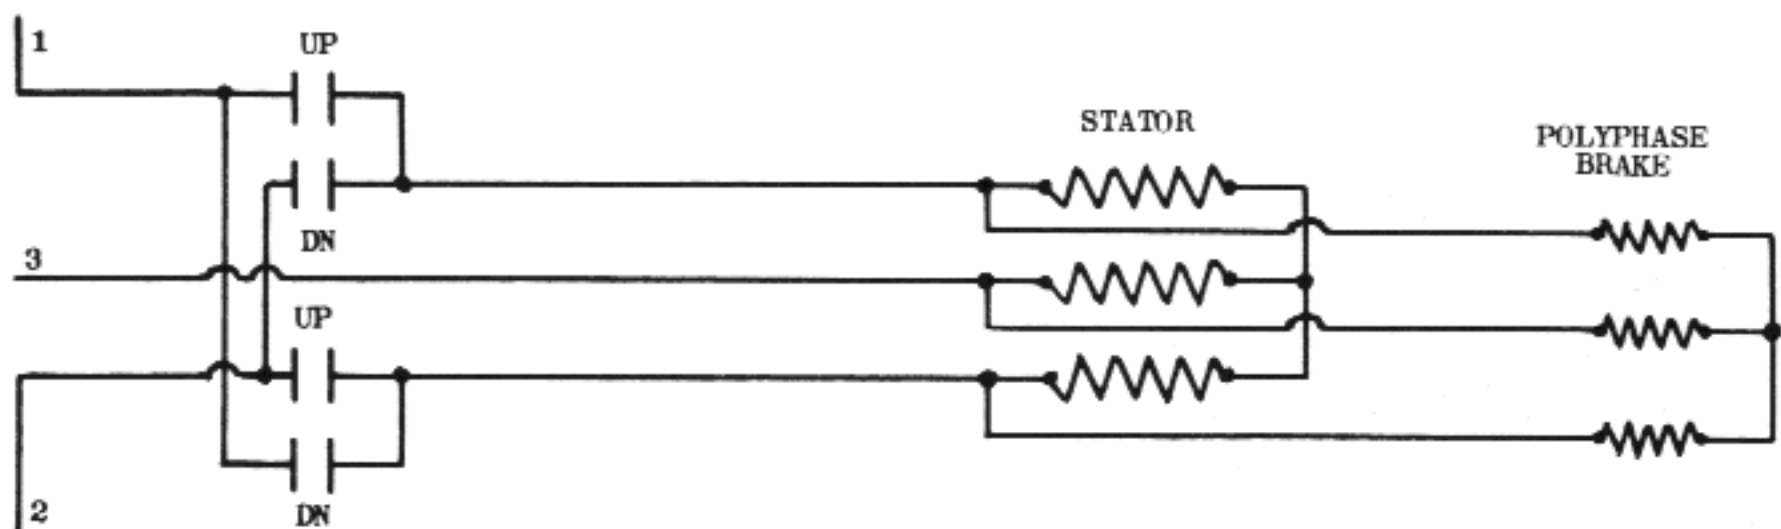 1
UP
STATOR
POLYPHASE
BRAKE
DN
3
UP
2
DN